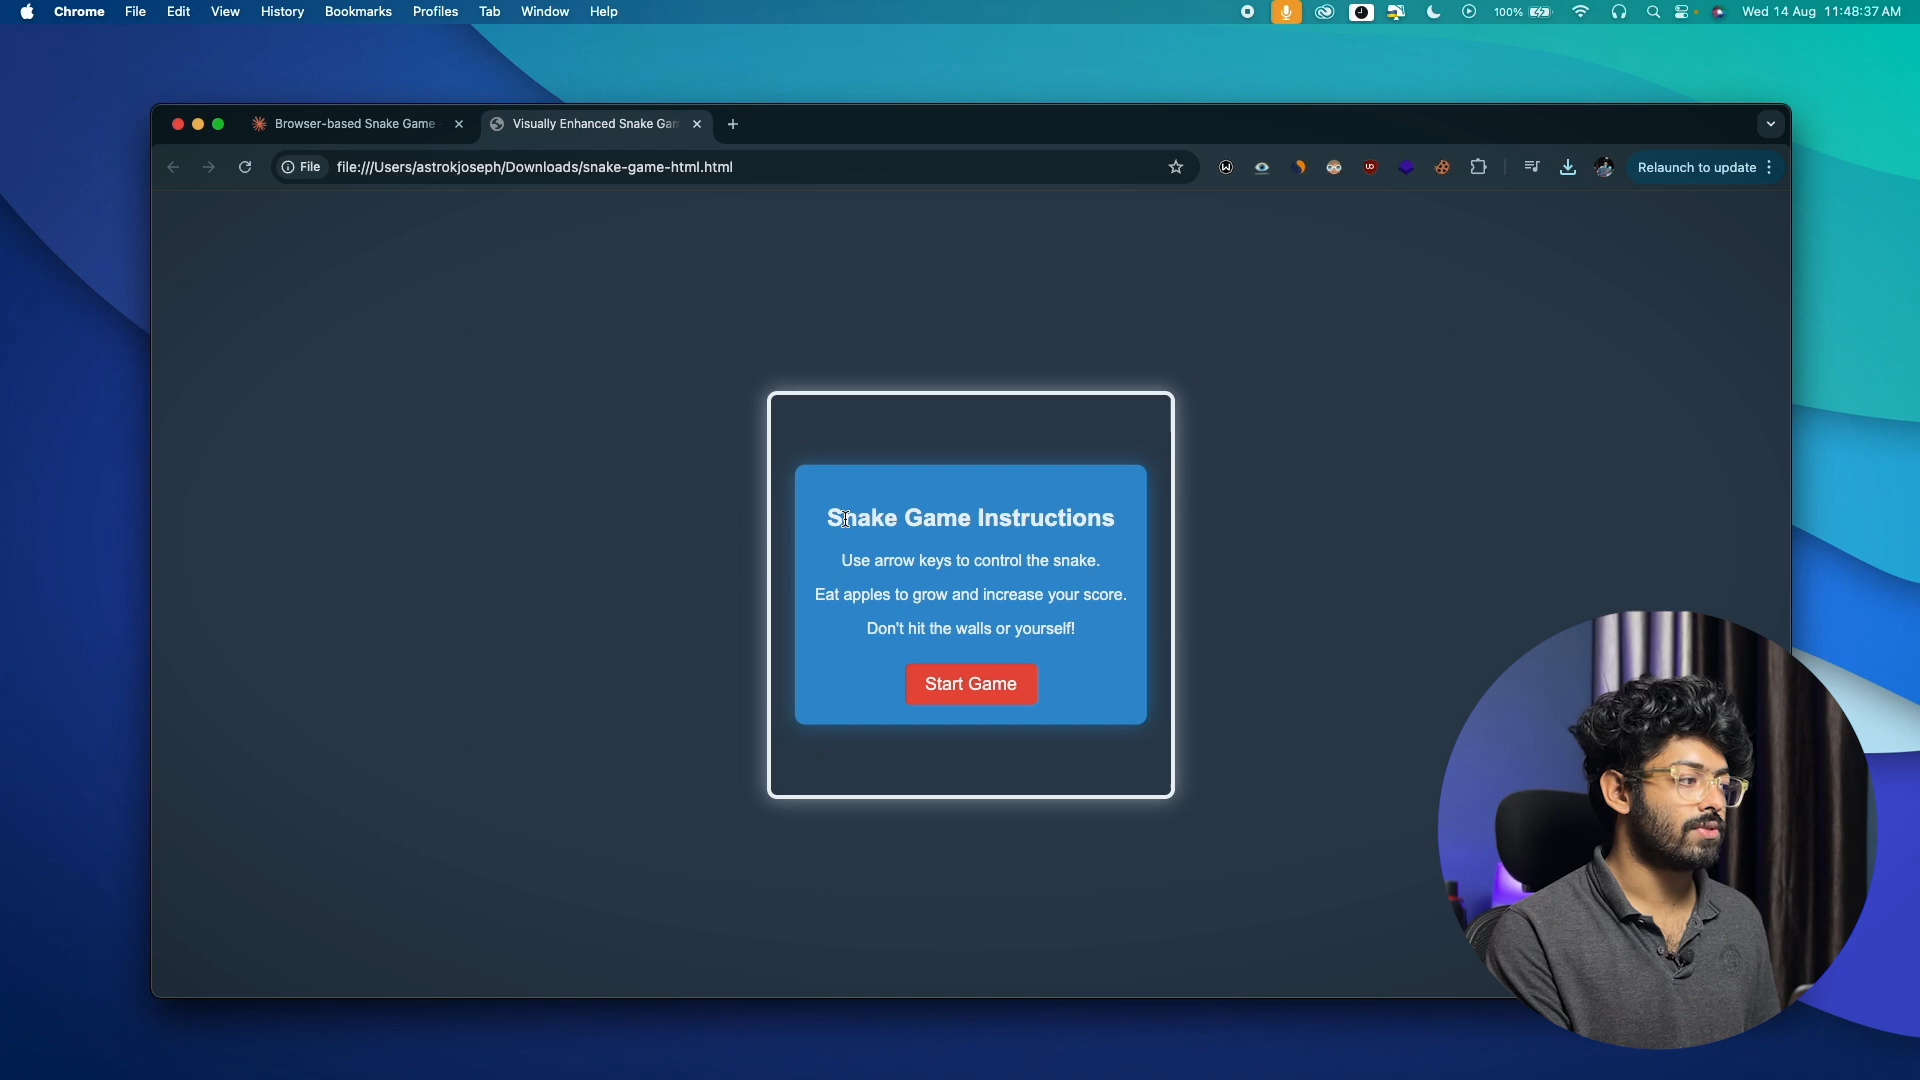 Chrome File Edit View History Bookmarks Profiles Tab Window Help 100% Wed 14 Aug 11:48:37 AM
Browser-based Snake Game Visually Enhanced Snake Gam
File file:///Users/astrokjoseph/Downloads/snake-game-html.html Relaunch to update
Snake Game Instructions
Use arrow keys to control the snake.
Eat apples to grow and increase your score.
Don't hit the walls or yourself!
Start Game